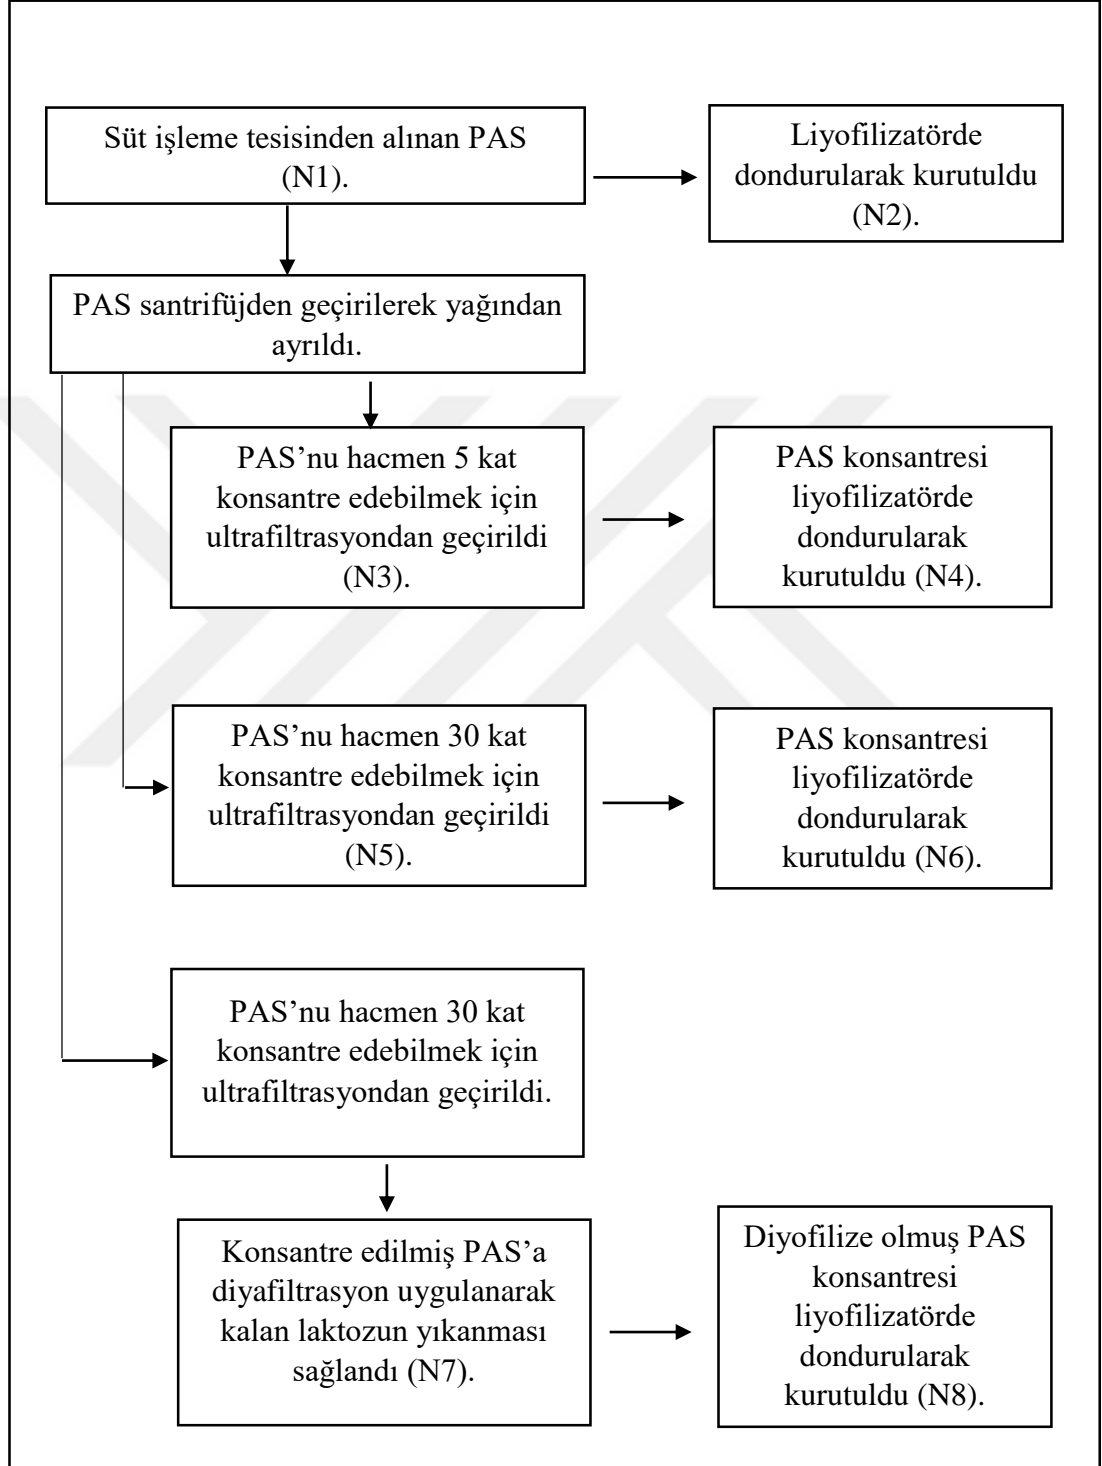 Süt işleme tesisinden alınan PAS
(N1).
Liyofilizatörde
dondurularak kurutuldu
(N2).
PAS santrifüjden geçirilerek yağından
ayrıldı.
PAS’nu hacmen 5 kat
konsantre edebilmek için
ultrafiltrasyondan geçirildi
(N3).
PAS konsantresi
liyofilizatörde
dondurularak
kurutuldu (N4).
PAS’nu hacmen 30 kat
konsantre edebilmek için
ultrafiltrasyondan geçirildi
(N5).
PAS konsantresi
liyofilizatörde
dondurularak
kurutuldu (N6).
PAS’nu hacmen 30 kat
konsantre edebilmek için
ultrafiltrasyondan geçirildi.
Konsantre edilmiş PAS’a
diyafiltrasyon uygulanarak
kalan laktozun yıkanması
sağlandı (N7).
Diyofilize olmuş PAS
konsantresi
liyofilizatörde
dondurularak
kurutuldu (N8).